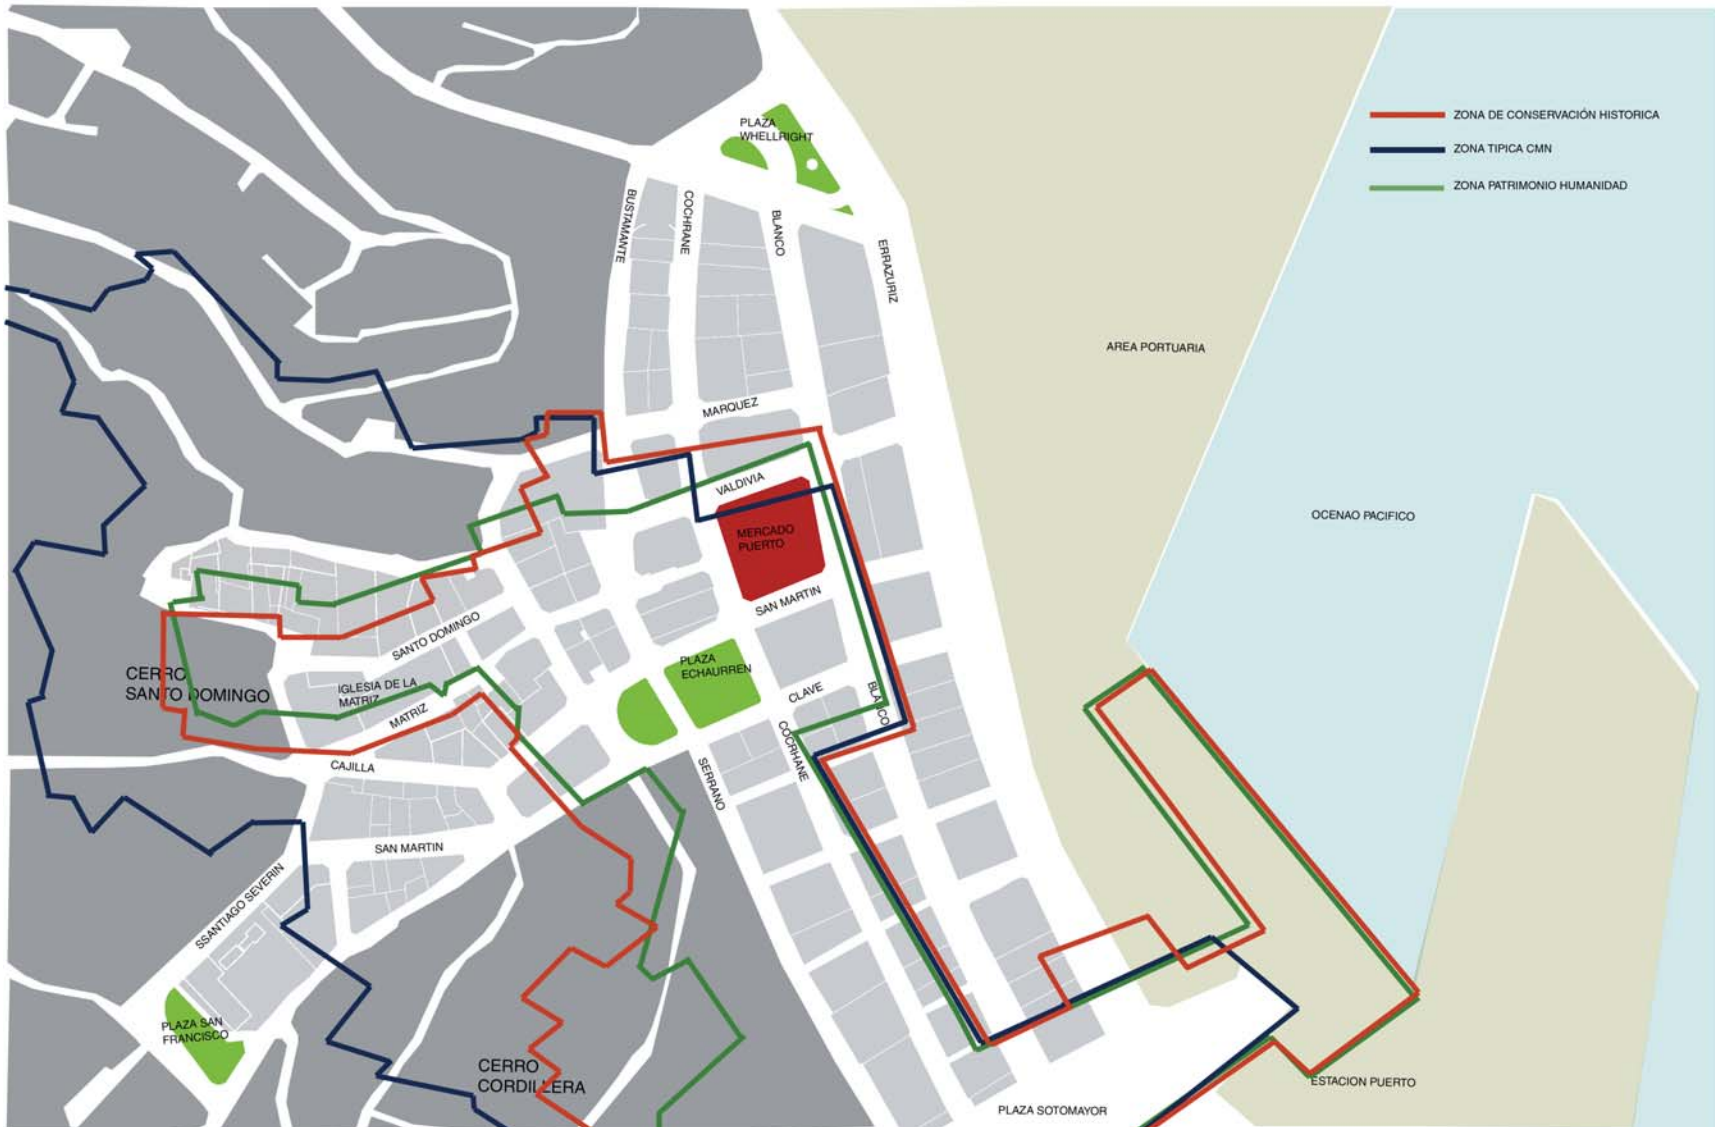 PLAZA
WHELLRIGHT
ZONA DE CONSERVACIÓN HISTORICA
ZONA TIPICA CMN
ZONA PATRIMONIO HUMANIDAD
BUSTAMANTE
COCHRANE
BLANCO
ERRAZURIZ
AREA PORTUARIA
MARQUEZ
VALDIVIA
MERCADO
PUERTO
OCENAO PACIFICO
SAN MARTIN
SANTO DOMINGO
PLAZA
ECHAURREN
CERRO
SANTO DOMINGO
IGLESIA DE LA
MATRIZ
MATRIZ
CLAVE
BLANCO
COCRHANE
CAJILLA
SERRANO
SAN MARTIN
SSANTIAGO SEVERIN
PLAZA SAN
FRANCISCO
CERRO
CORDILLERA
ESTACION PUERTO
PLAZA SOTOMAYOR